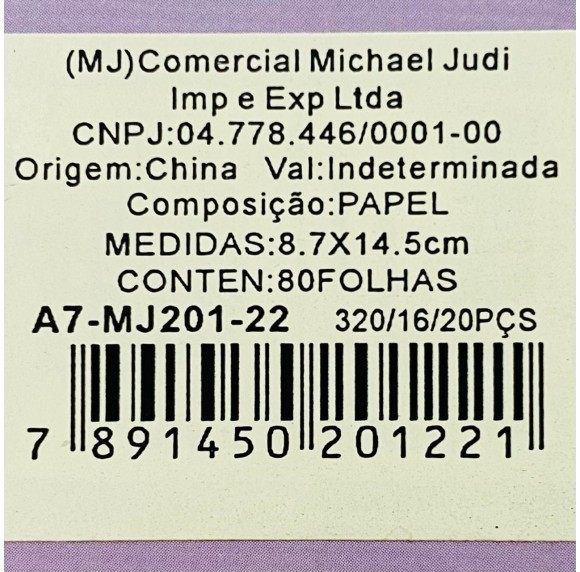 (MJ)Comercial Michael Judi
Imp e Exp Ltda
CNPJ:04.778.446/0001-00
Origem:China Val:Indeterminada
Composição:PAPEL
MEDIDAS:8.7X14.5cm
CONTEN:80FOLHAS
A7-MJ201-22 320/16/20PÇS
7 891450 201221